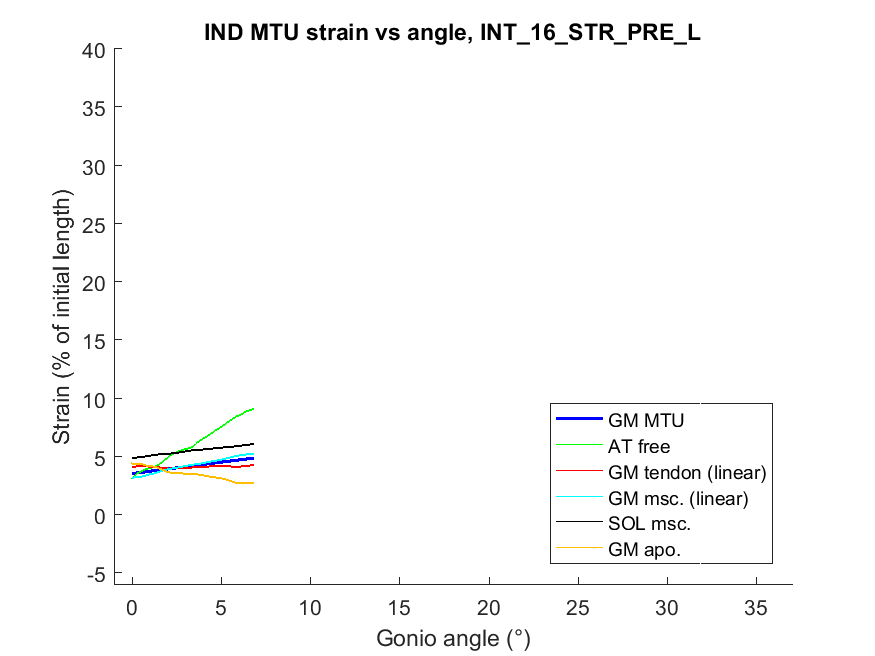 IND MTU strain vs angle, INT_16_STR_PRE_L
Strain (% of initial length)
40
35
30
25
20
15
10
5
0
-5
0 5 10 15 20 25 30 35
Gonio angle (°)
GM MTU
AT free
GM tendon (linear)
GM msc. (linear)
SOL msc.
GM apo.